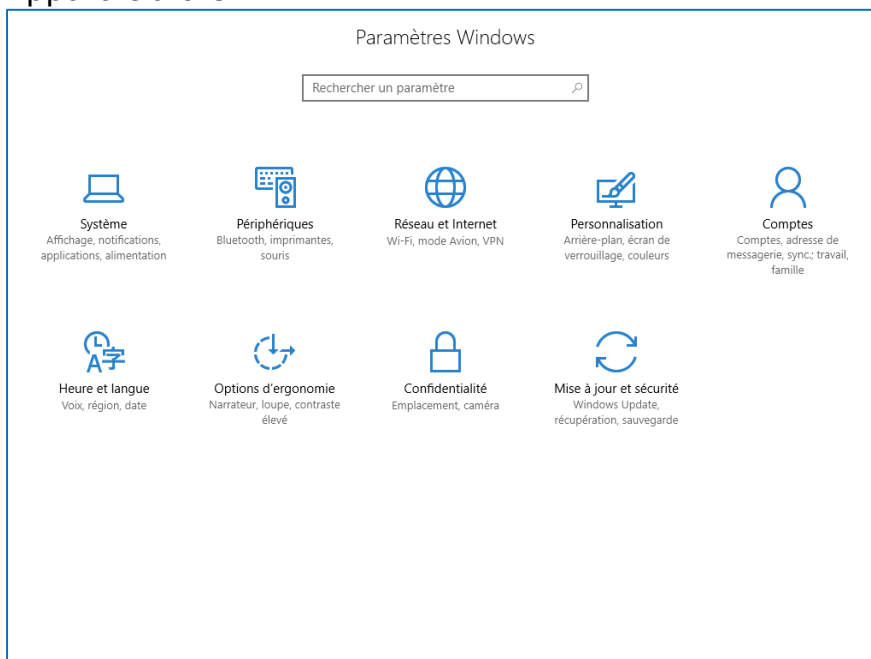 Paramètres Windows
Rechercher un paramètre
Système
Affichage, notifications,
applications, alimentation
Périphériques
Bluetooth, imprimantes,
souris
Réseau et Internet
Wi-Fi, mode Avion, VPN
Personnalisation
Arrière-plan, écran de
verrouillage, couleurs
Comptes
Comptes, adresse de
messagerie, sync.; travail,
famille
Heure et langue
Voix, région, date
Options d'ergonomie
Narrateur, loupe, contraste
élevé
Confidentialité
Emplacement, caméra
Mise à jour et sécurité
Windows Update,
récupération, sauvegarde